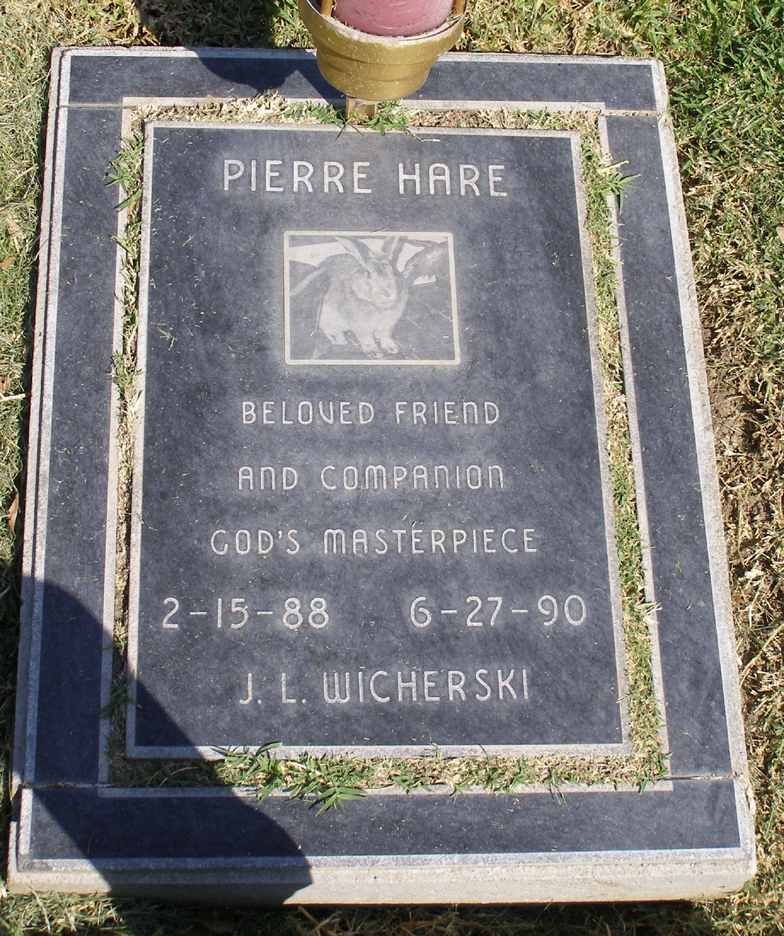 PIERRE HARE
BELOVED FRIEND
AND COMPANION
GOD'S MASTERPIECE
2-15-88 6-27-90
J. L. WICHERSKI